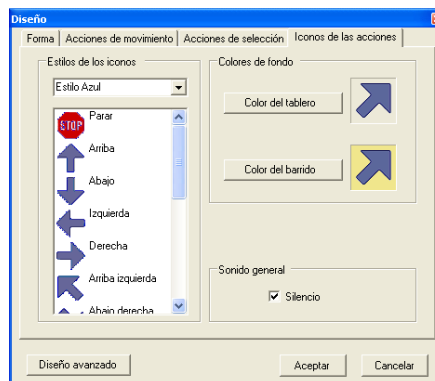 Diseño
Forma
Acciones de movimiento
Acciones de selección
Iconos de las acciones
Estilos de los iconos
Estilo Azul
STOP
Parar
Arriba
Abajo
Izquierda
Derecha
Arriba izquierda
Abajo derecha
Colores de fondo
Color del tablero
Color del barrido
Sonido general
Silencio
Diseño avanzado
Aceptar
Cancelar